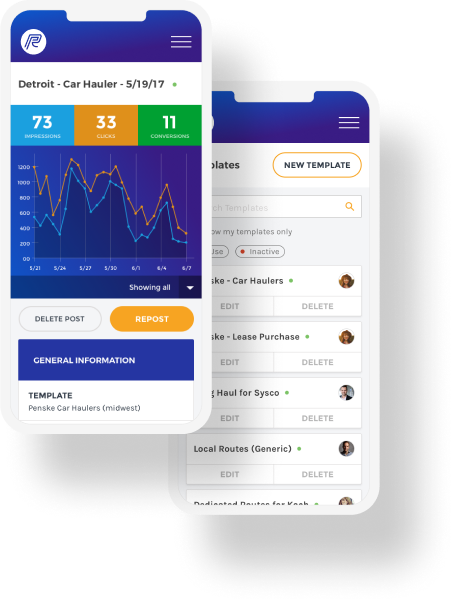 Detroit - Car Hauler - 5/19/17
73 33 11
IMPRESSIONS CLICKS CONVERSIONS
1200
1000
800
600
400
200
00
5/21 5/24 5/27 5/30 6/1 6/4 6/7
Showing all
DELETE POST REPOST
GENERAL INFORMATION
TEMPLATE
Penske Car Haulers (midwest)
plates NEW TEMPLATE
ch Templates
ow my templates only
Use Inactive
ske - Car Haulers
EDIT DELETE
ske - Lease Purchase
EDIT DELETE
g Haul for Sysco
EDIT DELETE
Local Routes (Generic)
EDIT DELETE
Dedicated Routes for Koch